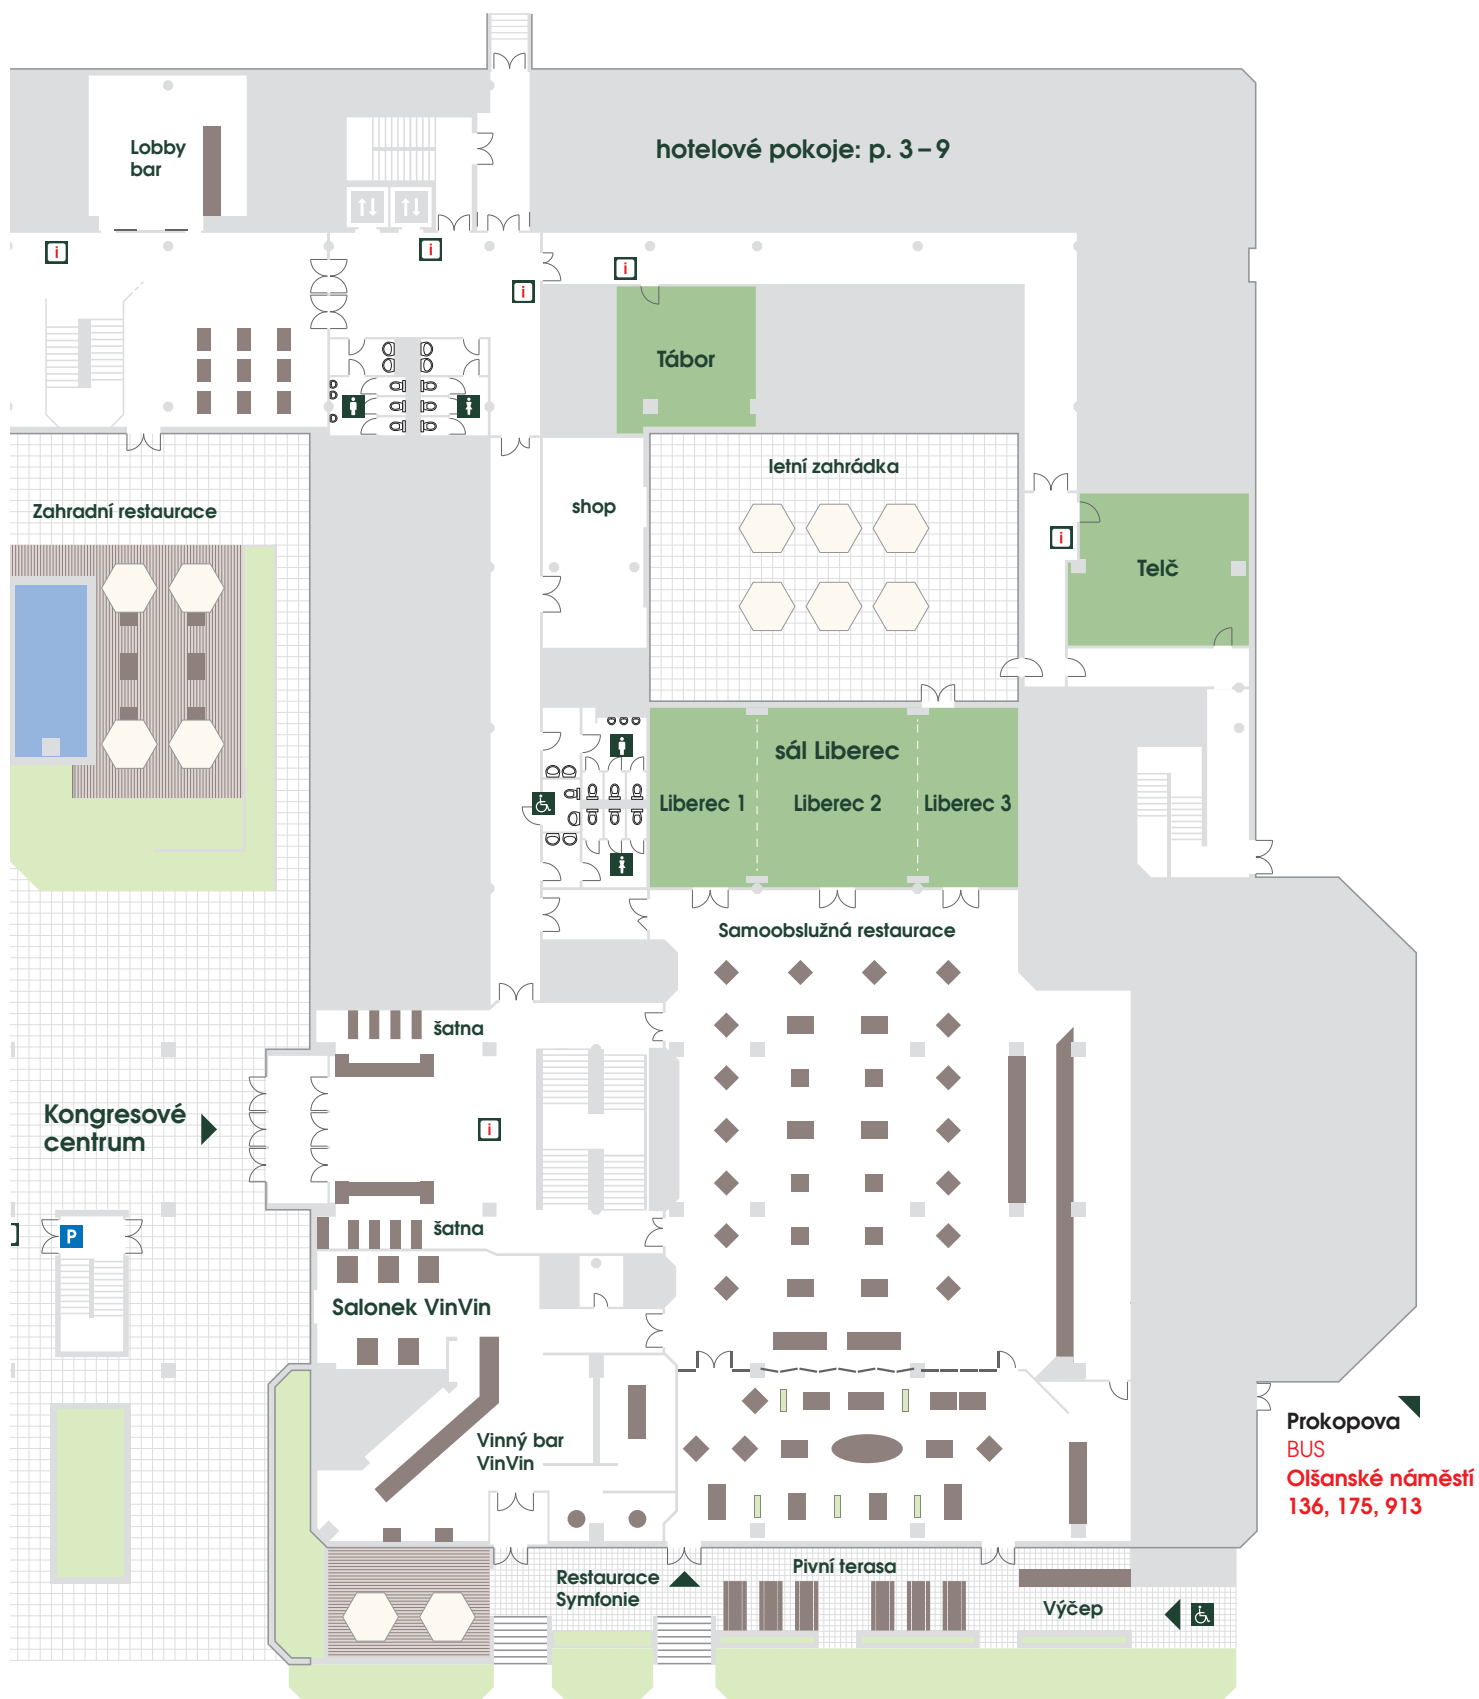 Lobby
bar
hotelové pokoje: p. 3 – 9
i
i
i
i
Tábor
letní zahrádka
Zahradní restaurace
shop
i
Telč
sál Liberec
Liberec 1
Liberec 2
Liberec 3
Samoobslužná restaurace
šatna
Kongresové
centrum
i
šatna
P
Salonek VinVin
Vinný bar
VinVin
Prokopova
BUS
Olšanské náměstí
136, 175, 913
Restaurace
Symfonie
Pivní terasa
Výčep